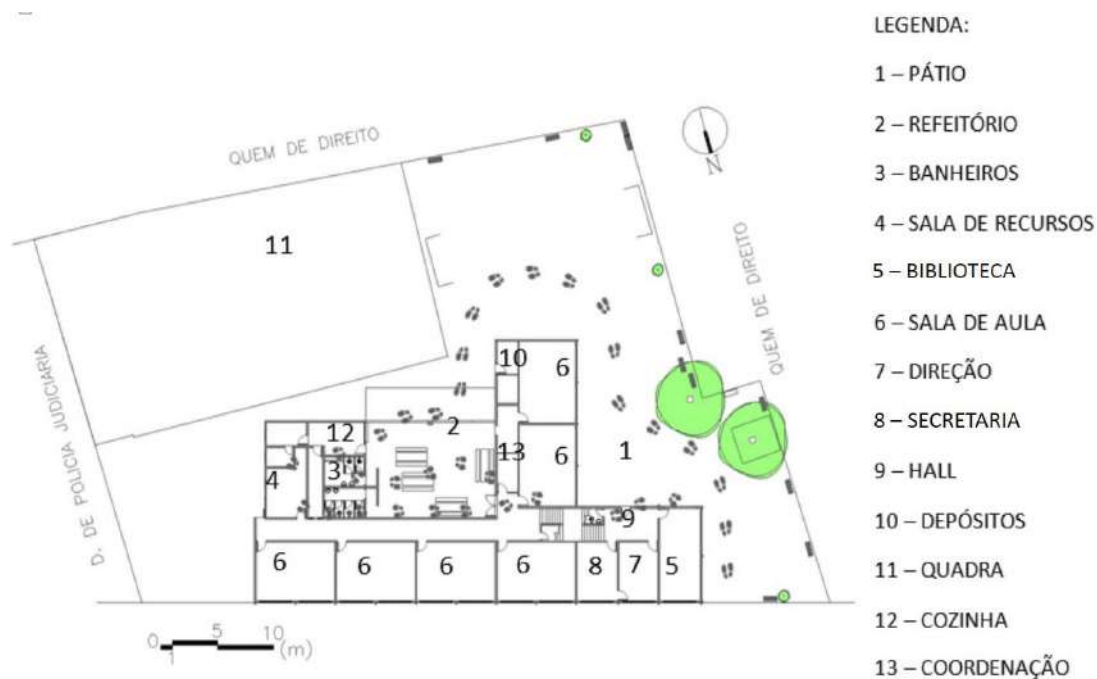 LEGENDA:
1 – PÁTIO
2 – REFEITÓRIO
3 – BANHEIROS
4 – SALA DE RECURSOS
5 – BIBLIOTECA
6 – SALA DE AULA
7 – DIREÇÃO
8 – SECRETARIA
9 – HALL
10 – DEPÓSITOS
11 – QUADRA
12 – COZINHA
13 – COORDENAÇÃO
QUEM DE DIREITO
N
11
QUEM DE DIREITO
D. DE POLICIA JUDICIARIA
10
6
2
12
13
6
1
3
4
9
6
6
6
6
8
7
5
0
5
10
1
(m)